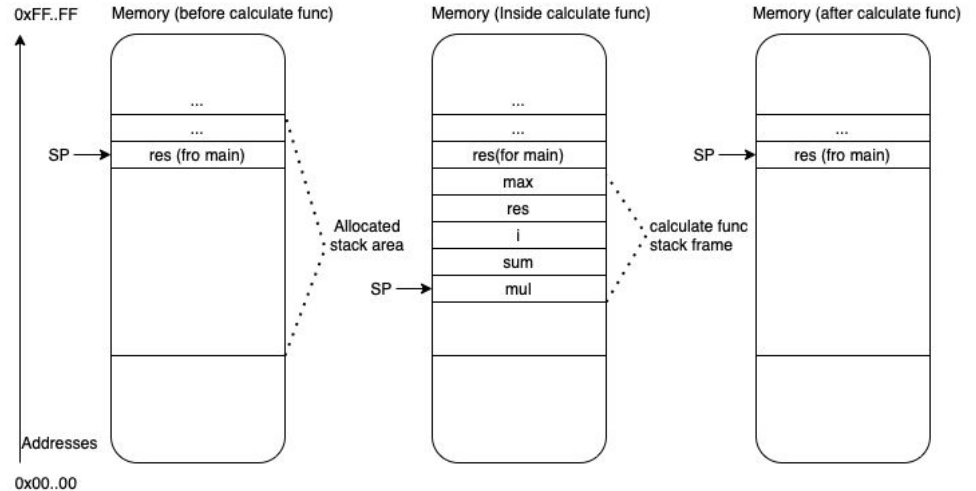 0xFF..FF
Memory (before calculate func)
Memory (Inside calculate func)
Memory (after calculate func)
...
...
SP
res (fro main)
Allocated
stack area
...
...
res(for main)
max
res
i
sum
SP
mul
calculate func
stack frame
...
SP
res (fro main)
Addresses
0x00..00